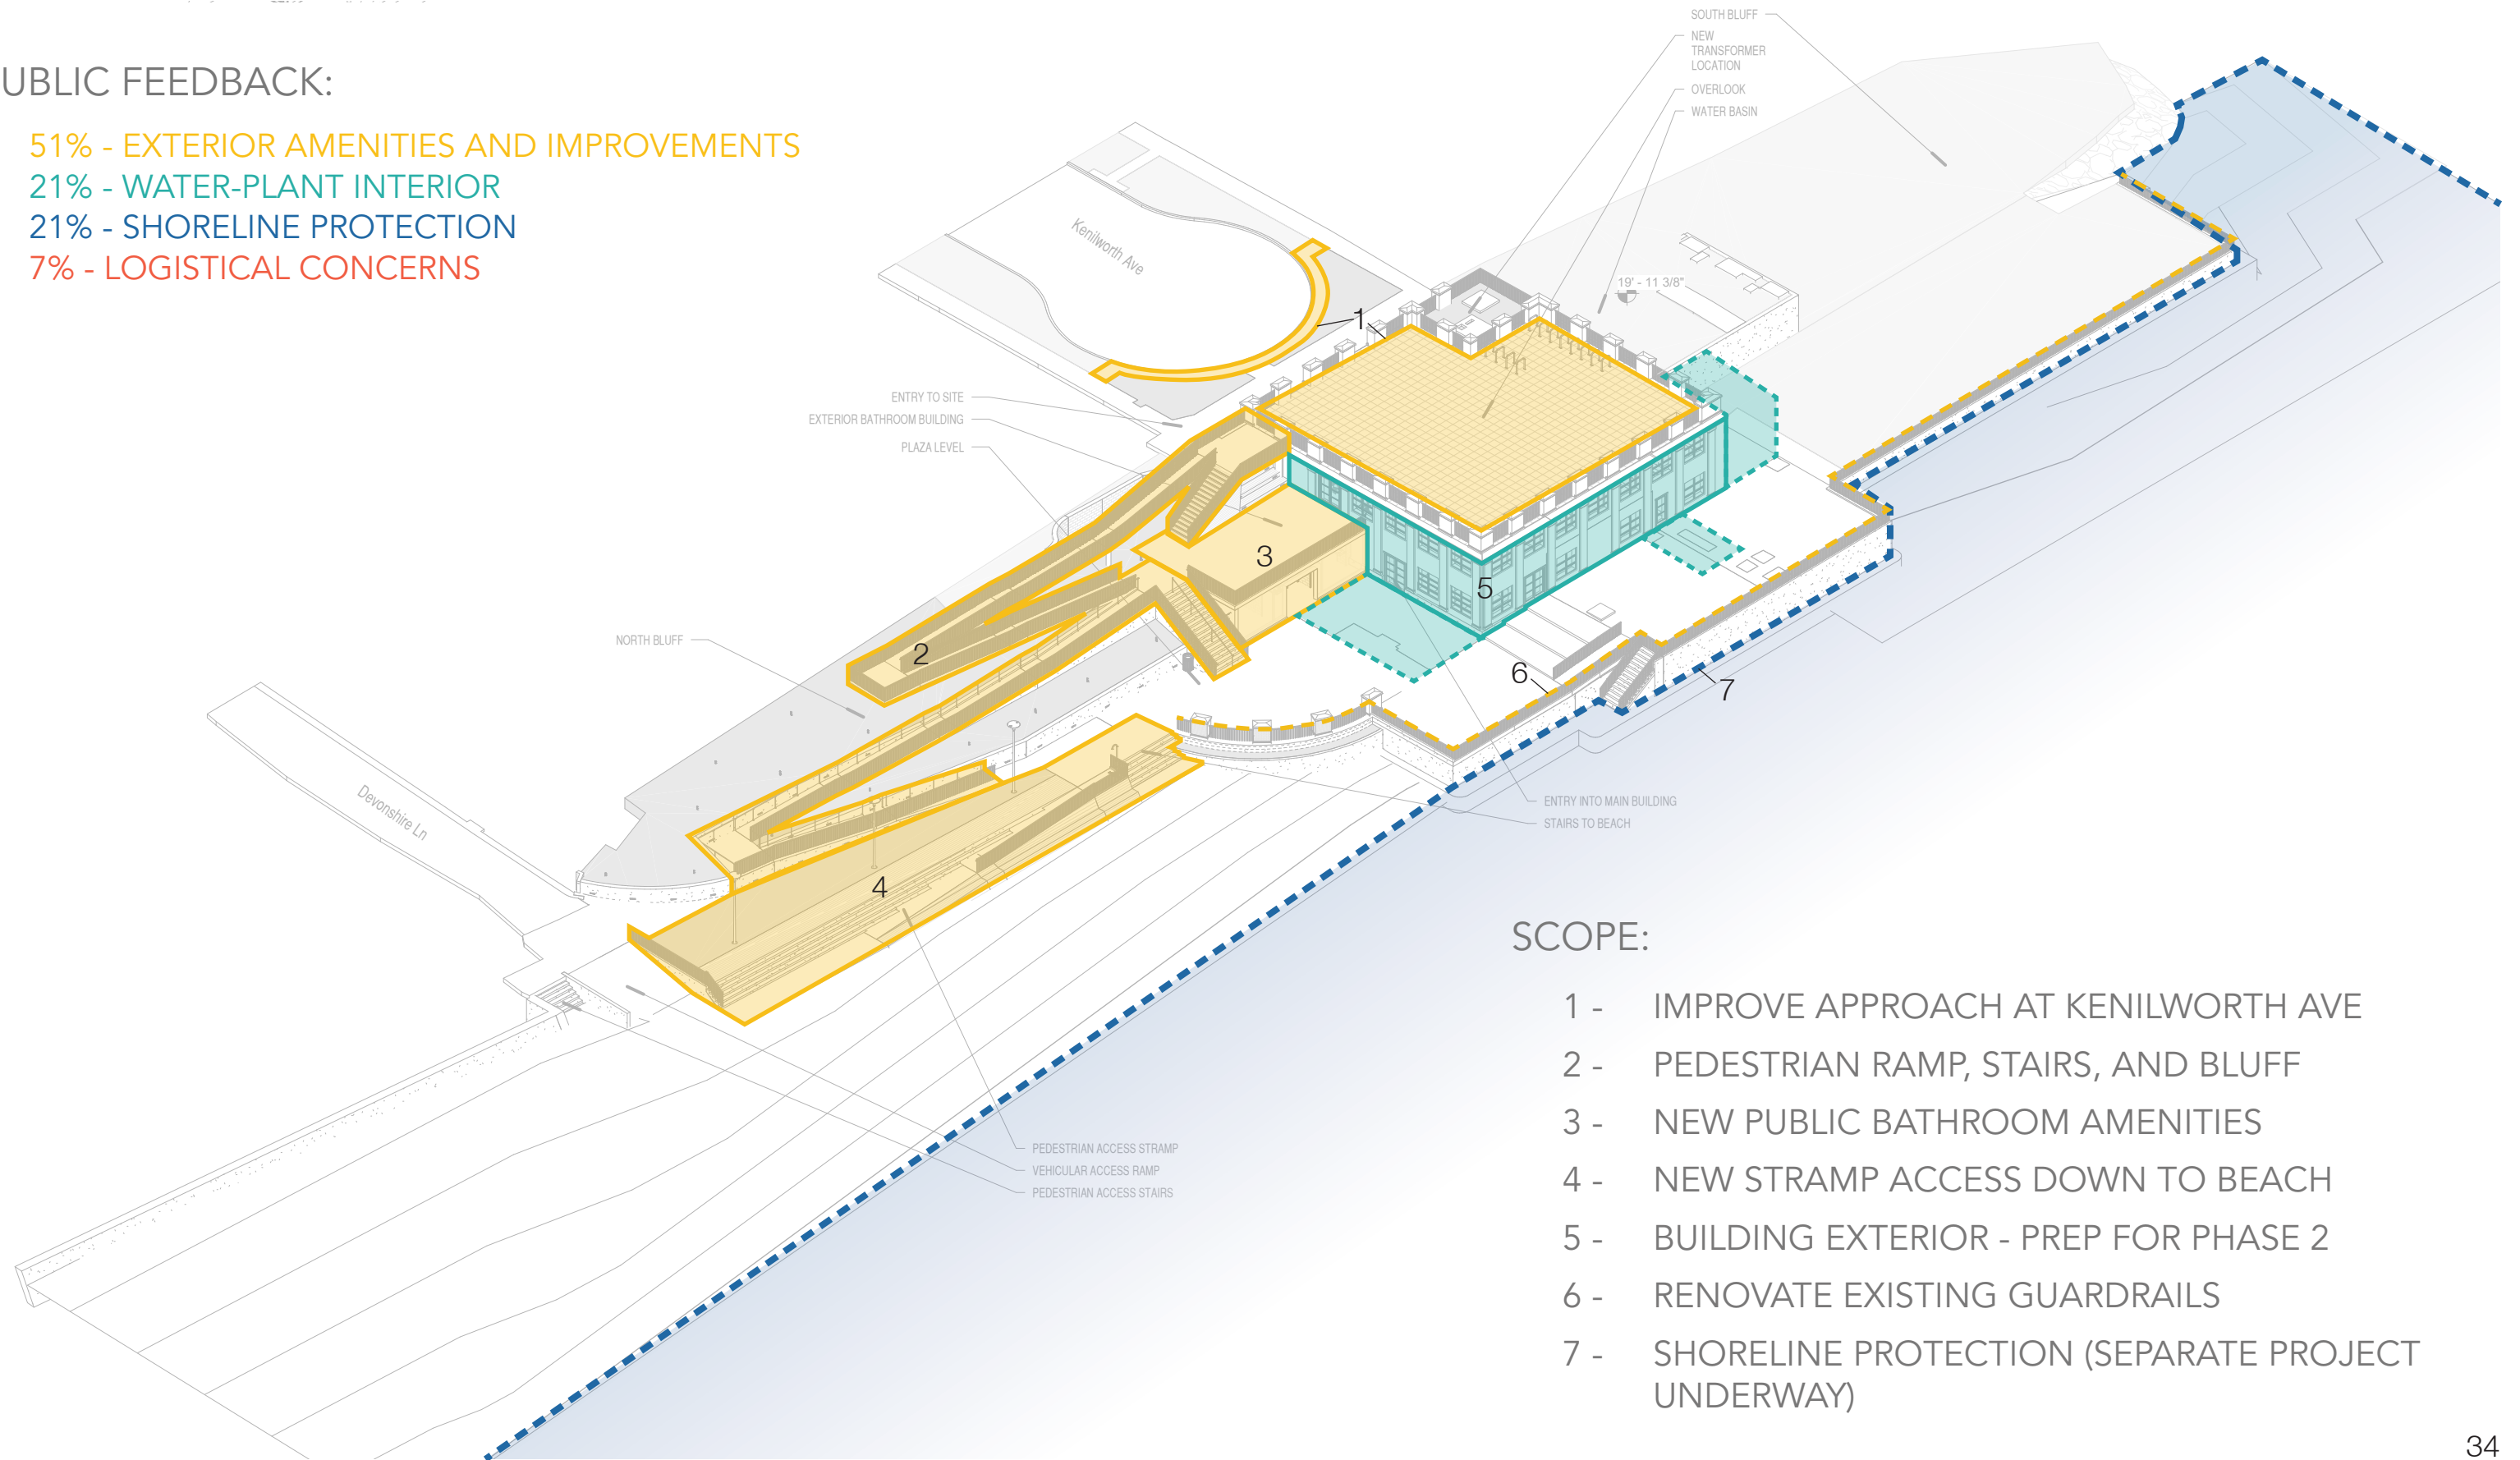 UBLIC FEEDBACK:
51% - EXTERIOR AMENITIES AND IMPROVEMENTS
21% - WATER-PLANT INTERIOR
21% - SHORELINE PROTECTION
7% - LOGISTICAL CONCERNS
SOUTH BLUFF
NEW
TRANSFORMER
LOCATION
OVERLOOK
WATER BASIN
Kenilworth Ave
19' - 11 3/8"
1
ENTRY TO SITE
EXTERIOR BATHROOM BUILDING
PLAZA LEVEL
3
5
2
NORTH BLUFF
6
7
Devonshire Ln
ENTRY INTO MAIN BUILDING
STAIRS TO BEACH
4
PEDESTRIAN ACCESS STRAMP
VEHICULAR ACCESS RAMP
PEDESTRIAN ACCESS STAIRS
SCOPE:
1 - IMPROVE APPROACH AT KENILWORTH AVE
2 - PEDESTRIAN RAMP, STAIRS, AND BLUFF
3 - NEW PUBLIC BATHROOM AMENITIES
4 - NEW STRAMP ACCESS DOWN TO BEACH
5 - BUILDING EXTERIOR - PREP FOR PHASE 2
6 - RENOVATE EXISTING GUARDRAILS
7 - SHORELINE PROTECTION (SEPARATE PROJECT
UNDERWAY)
34